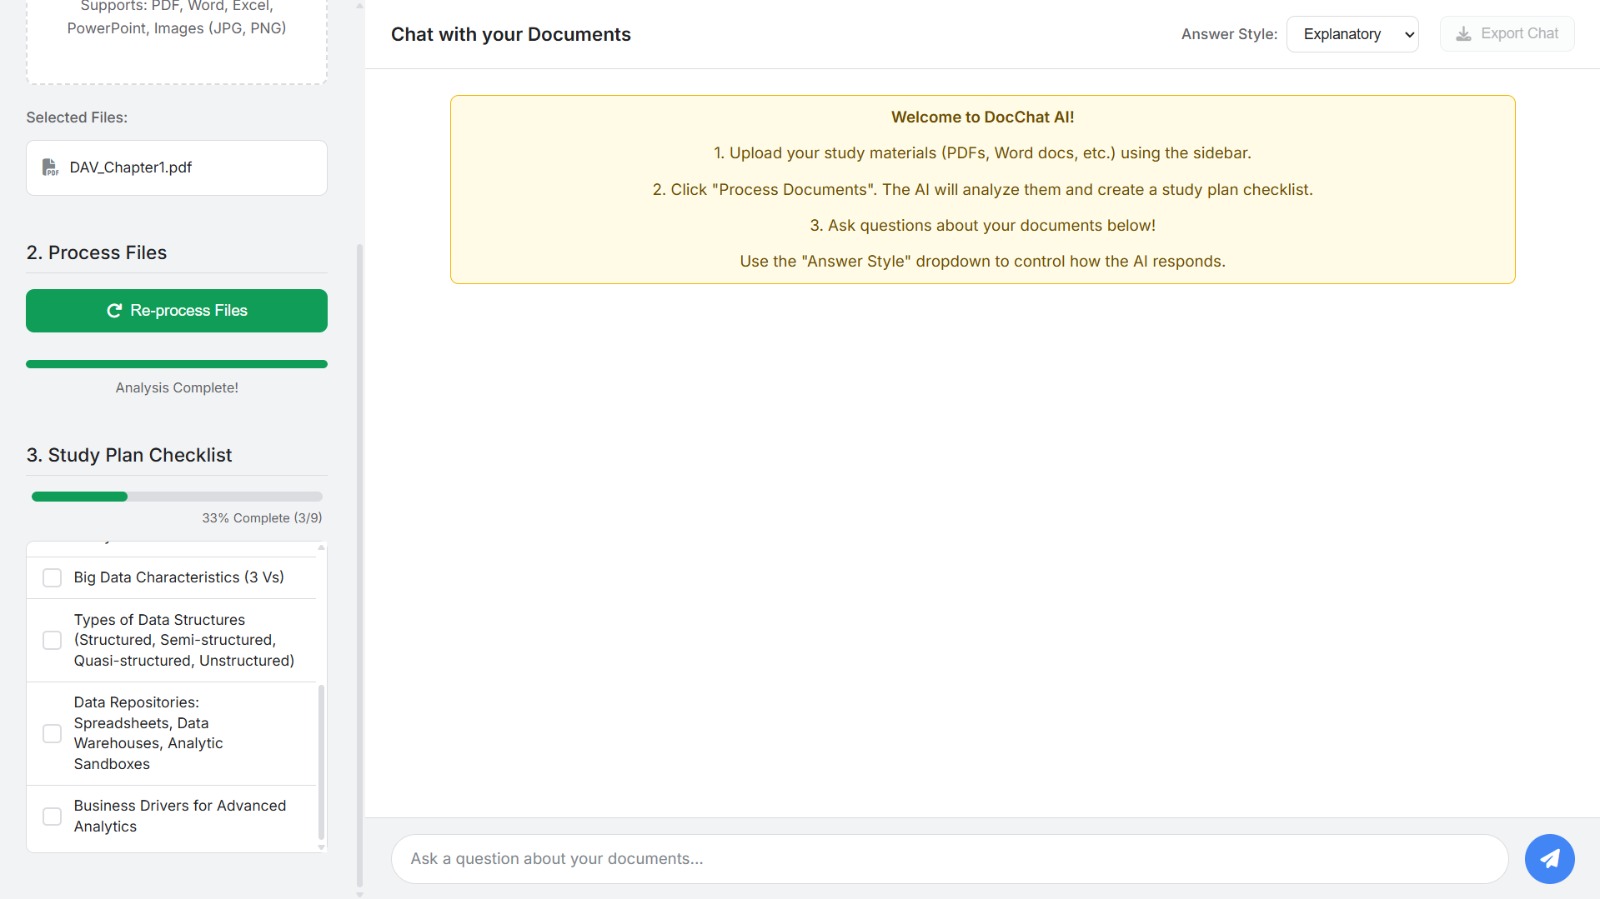 Supports: PDF, Word, Excel,
PowerPoint, Images (JPG, PNG)
Selected Files:
PDF
DAV_Chapter1.pdf
2. Process Files
Re-process Files
Analysis Complete!
3. Study Plan Checklist
33% Complete (3/9)
Big Data Characteristics (3 Vs)
Types of Data Structures
(Structured, Semi-structured,
Quasi-structured, Unstructured)
Data Repositories:
Spreadsheets, Data
Warehouses, Analytic
Sandboxes
Business Drivers for Advanced
Analytics
Chat with your Documents
Answer Style:
Explanatory
Export Chat
Welcome to DocChat AI!
1. Upload your study materials (PDFs, Word docs, etc.) using the sidebar.
2. Click "Process Documents". The AI will analyze them and create a study plan checklist.
3. Ask questions about your documents below!
Use the "Answer Style" dropdown to control how the AI responds.
Ask a question about your documents...